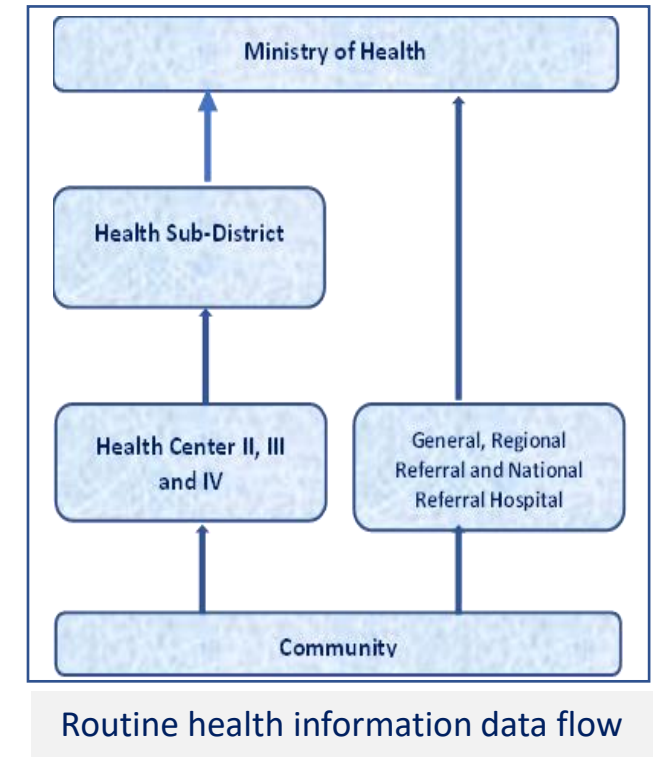 Ministry of Health
Health Sub-District
Health Center II, III
and IV
General, Regional
Referral and National
Referral Hospital
Community
Routine health information data flow